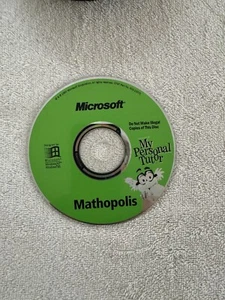 Microsoft®
Do Not Make Illegal
Copies of This Disc
My
Personal
Tutor
Mathopolis